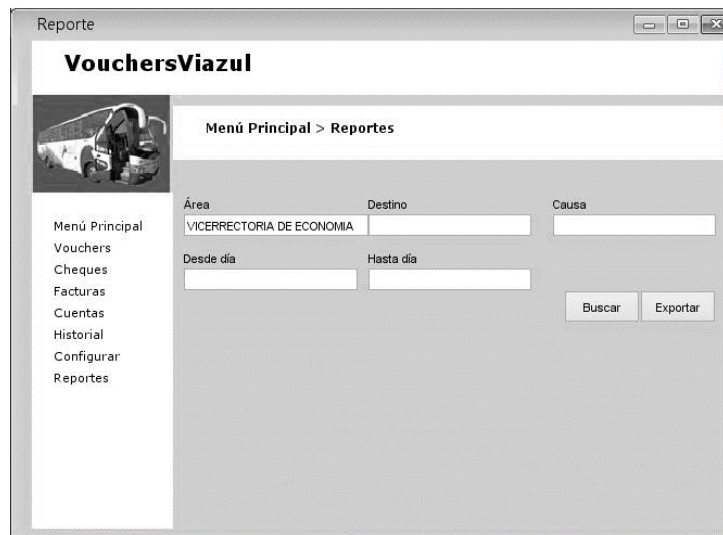 Reporte
VouchersViazul
Menú Principal > Reportes
Área
Destino
Causa
VICERRECTORIA DE ECONOMIA
Desde día
Hasta día
Buscar
Exportar
Menú Principal
Vouchers
Cheques
Facturas
Cuentas
Historial
Configurar
Reportes